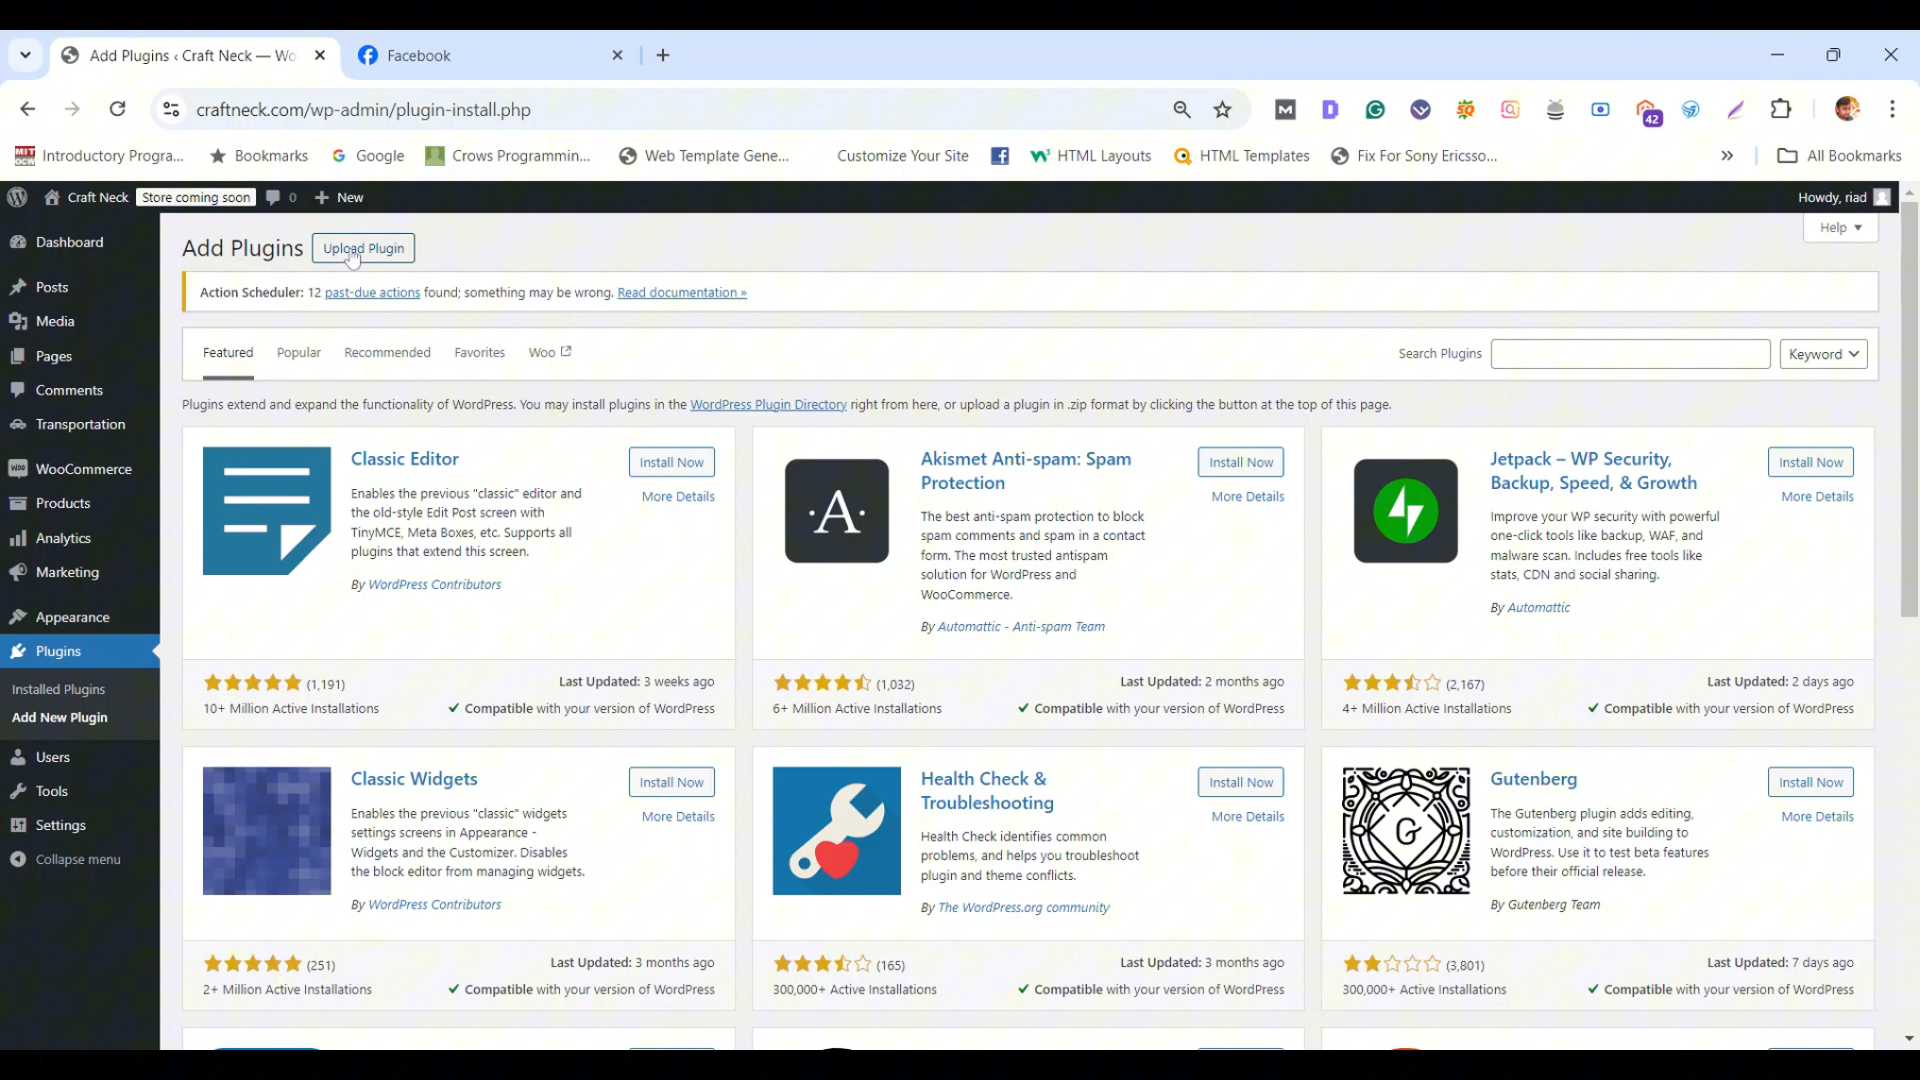 Add Plugins ‹ Craft Neck — Wo
Facebook
craftneck.com/wp-admin/plugin-install.php
42
Introductory Progra...
Bookmarks
Google
Crows Programmin...
Web Template Gene...
Customize Your Site
HTML Layouts
HTML Templates
Fix For Sony Ericsso...
All Bookmarks
Craft Neck
Store coming soon
0
New
Howdy, riad
Dashboard
Posts
Media
Pages
Comments
Transportation
WooCommerce
Products
Analytics
Marketing
Appearance
Plugins
Installed Plugins
Add New Plugin
Users
Tools
Settings
Collapse menu
Help
Add Plugins
Upload Plugin
Action Scheduler: 12 past-due actions found; something may be wrong. Read documentation »
Featured
Popular
Recommended
Favorites
Woo
Search Plugins
Keyword
Plugins extend and expand the functionality of WordPress. You may install plugins in the WordPress Plugin Directory right from here, or upload a plugin in .zip format by clicking the button at the top of this page.
Classic Editor
Install Now
More Details
Enables the previous "classic" editor and
the old-style Edit Post screen with
TinyMCE, Meta Boxes, etc. Supports all
plugins that extend this screen.
By WordPress Contributors
(1,191)
10+ Million Active Installations
Last Updated: 3 weeks ago
Compatible with your version of WordPress
Akismet Anti-spam: Spam
Protection
Install Now
More Details
The best anti-spam protection to block
spam comments and spam in a contact
form. The most trusted antispam
solution for WordPress and
WooCommerce.
By Automattic - Anti-spam Team
(1,032)
6+ Million Active Installations
Last Updated: 2 months ago
Compatible with your version of WordPress
Jetpack – WP Security,
Backup, Speed, & Growth
Install Now
More Details
Improve your WP security with powerful
one-click tools like backup, WAF, and
malware scan. Includes free tools like
stats, CDN and social sharing.
By Automattic
(2,167)
4+ Million Active Installations
Last Updated: 2 days ago
Compatible with your version of WordPress
Classic Widgets
Install Now
More Details
Enables the previous "classic" widgets
settings screens in Appearance -
Widgets and the Customizer. Disables
the block editor from managing widgets.
By WordPress Contributors
(251)
2+ Million Active Installations
Last Updated: 3 months ago
Compatible with your version of WordPress
Health Check &
Troubleshooting
Install Now
More Details
Health Check identifies common
problems, and helps you troubleshoot
plugin and theme conflicts.
By The WordPress.org community
(165)
300,000+ Active Installations
Last Updated: 3 months ago
Compatible with your version of WordPress
Gutenberg
Install Now
More Details
The Gutenberg plugin adds editing,
customization, and site building to
WordPress. Use it to test beta features
before their official release.
By Gutenberg Team
(3,801)
300,000+ Active Installations
Last Updated: 7 days ago
Compatible with your version of WordPress